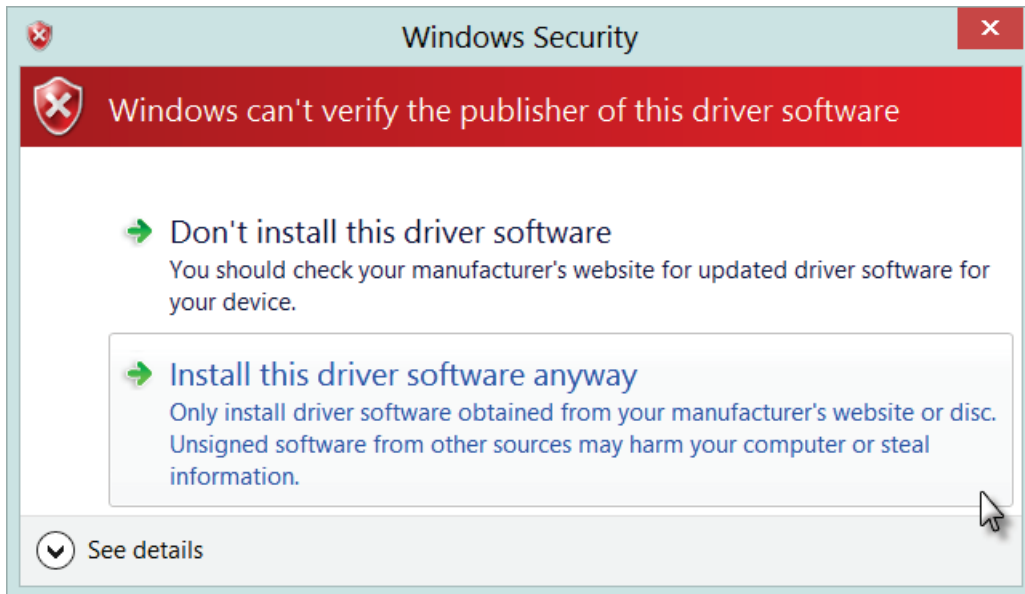 Windows Security
Windows can't verify the publisher of this driver software
Don't install this driver software
You should check your manufacturer's website for updated driver software for
your device.
Install this driver software anyway
Only install driver software obtained from your manufacturer's website or disc.
Unsigned software from other sources may harm your computer or steal
information.
See details